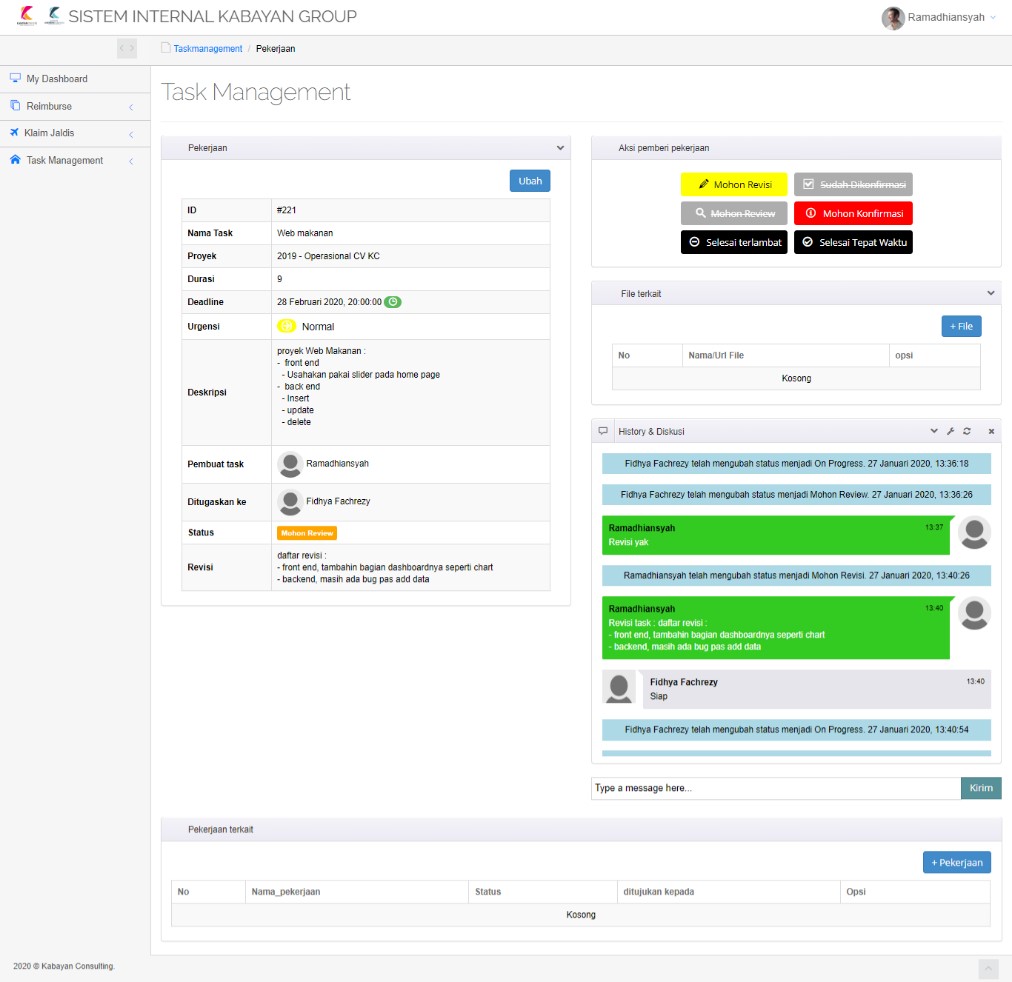 SISTEM INTERNAL KABAYAN GROUP
Ramadhiansyah
Taskmanagement / Pekerjaan
My Dashboard
Reimburse
Klaim Jaldis
Task Management
Task Management
Pekerjaan
Ubah
ID #221
Nama Task Web makanan
Proyek 2019 - Operasional CV KC
Durasi 9
Deadline 28 Februari 2020, 20:00:00
Urgensi Normal
Deskripsi
proyek Web Makanan :
- front end
- Usahakan pakai slider pada home page
- back end
- Insert
- update
- delete
Pembuat task Ramadhiansyah
Ditugaskan ke Fidhya Fachrezy
Status Mohon Review
Revisi
daftar revisi :
- front end, tambahin bagian dashboardnya seperti chart
- backend, masih ada bug pas add data
Aksi pemberi pekerjaan
Mohon Revisi Sudah Dikonfirmasi
Mohon Review Mohon Konfirmasi
Selesai terlambat Selesai Tepat Waktu
File terkait
+ File
No Nama/Url File opsi
Kosong
History & Diskusi
Fidhya Fachrezy telah mengubah status menjadi On Progress. 27 Januari 2020, 13:36:18
Fidhya Fachrezy telah mengubah status menjadi Mohon Review. 27 Januari 2020, 13:36:26
Ramadhiansyah 13:37
Revisi yak
Ramadhiansyah telah mengubah status menjadi Mohon Revisi. 27 Januari 2020, 13:40:26
Ramadhiansyah 13:40
Revisi task : daftar revisi :
- front end, tambahin bagian dashboardnya seperti chart
- backend, masih ada bug pas add data
Fidhya Fachrezy 13:40
Siap
Fidhya Fachrezy telah mengubah status menjadi On Progress. 27 Januari 2020, 13:40:54
Type a message here...
Kirim
Pekerjaan terkait
+ Pekerjaan
No Nama_pekerjaan Status ditujukan kepada Opsi
Kosong
2020 © Kabayan Consulting.